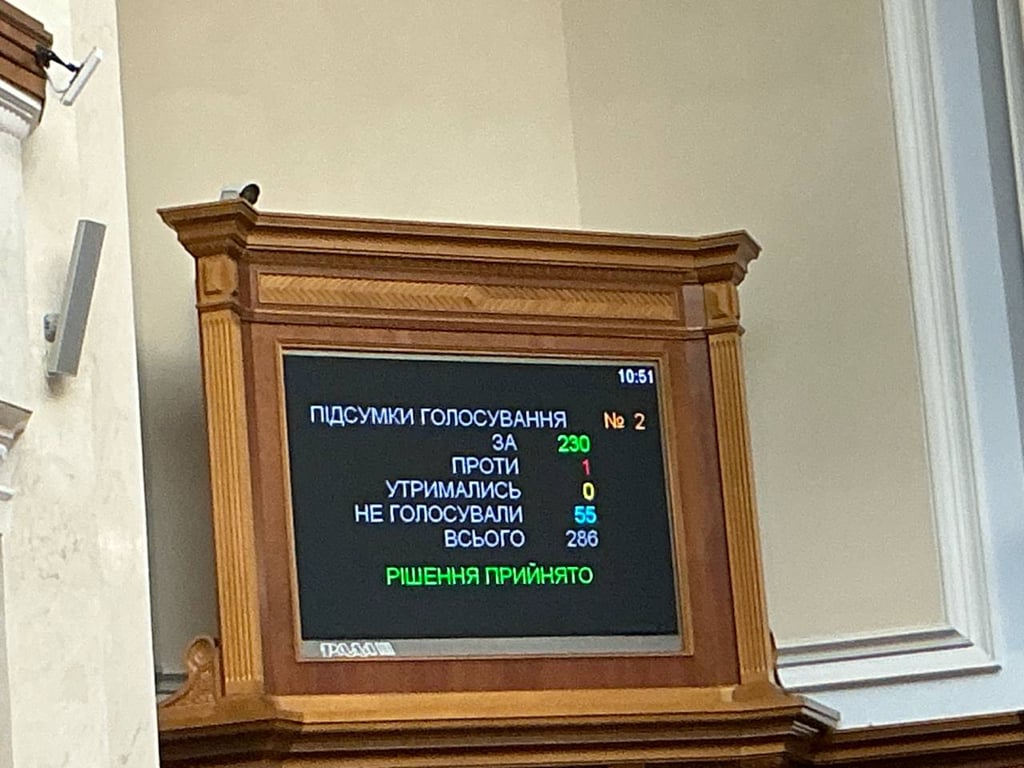 10:51
ПІДСУМКИ ГОЛОСУВАННЯ № 2
ЗА 230
ПРОТИ 1
УТРИМАЛИСЬ 0
НЕ ГОЛОСУВАЛИ 55
ВСЬОГО 286
РІШЕННЯ ПРИЙНЯТО